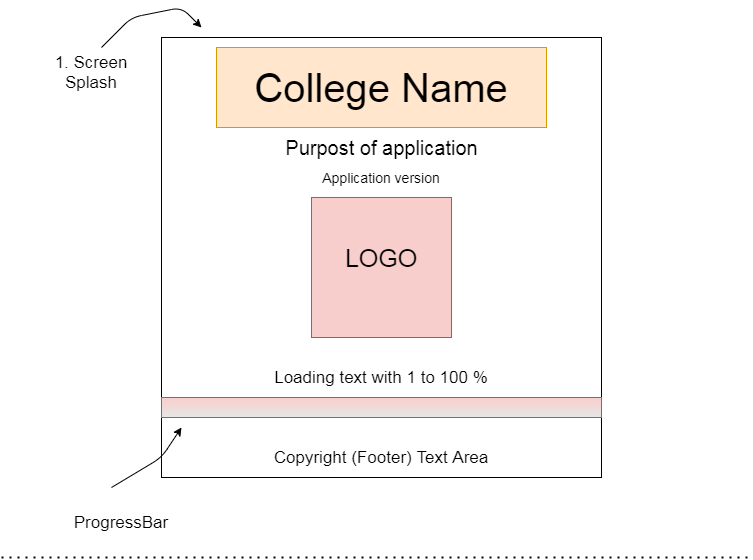 1. Screen
Splash
College Name
Purpost of application
Application version
LOGO
Loading text with 1 to 100 %
Copyright (Footer) Text Area
ProgressBar